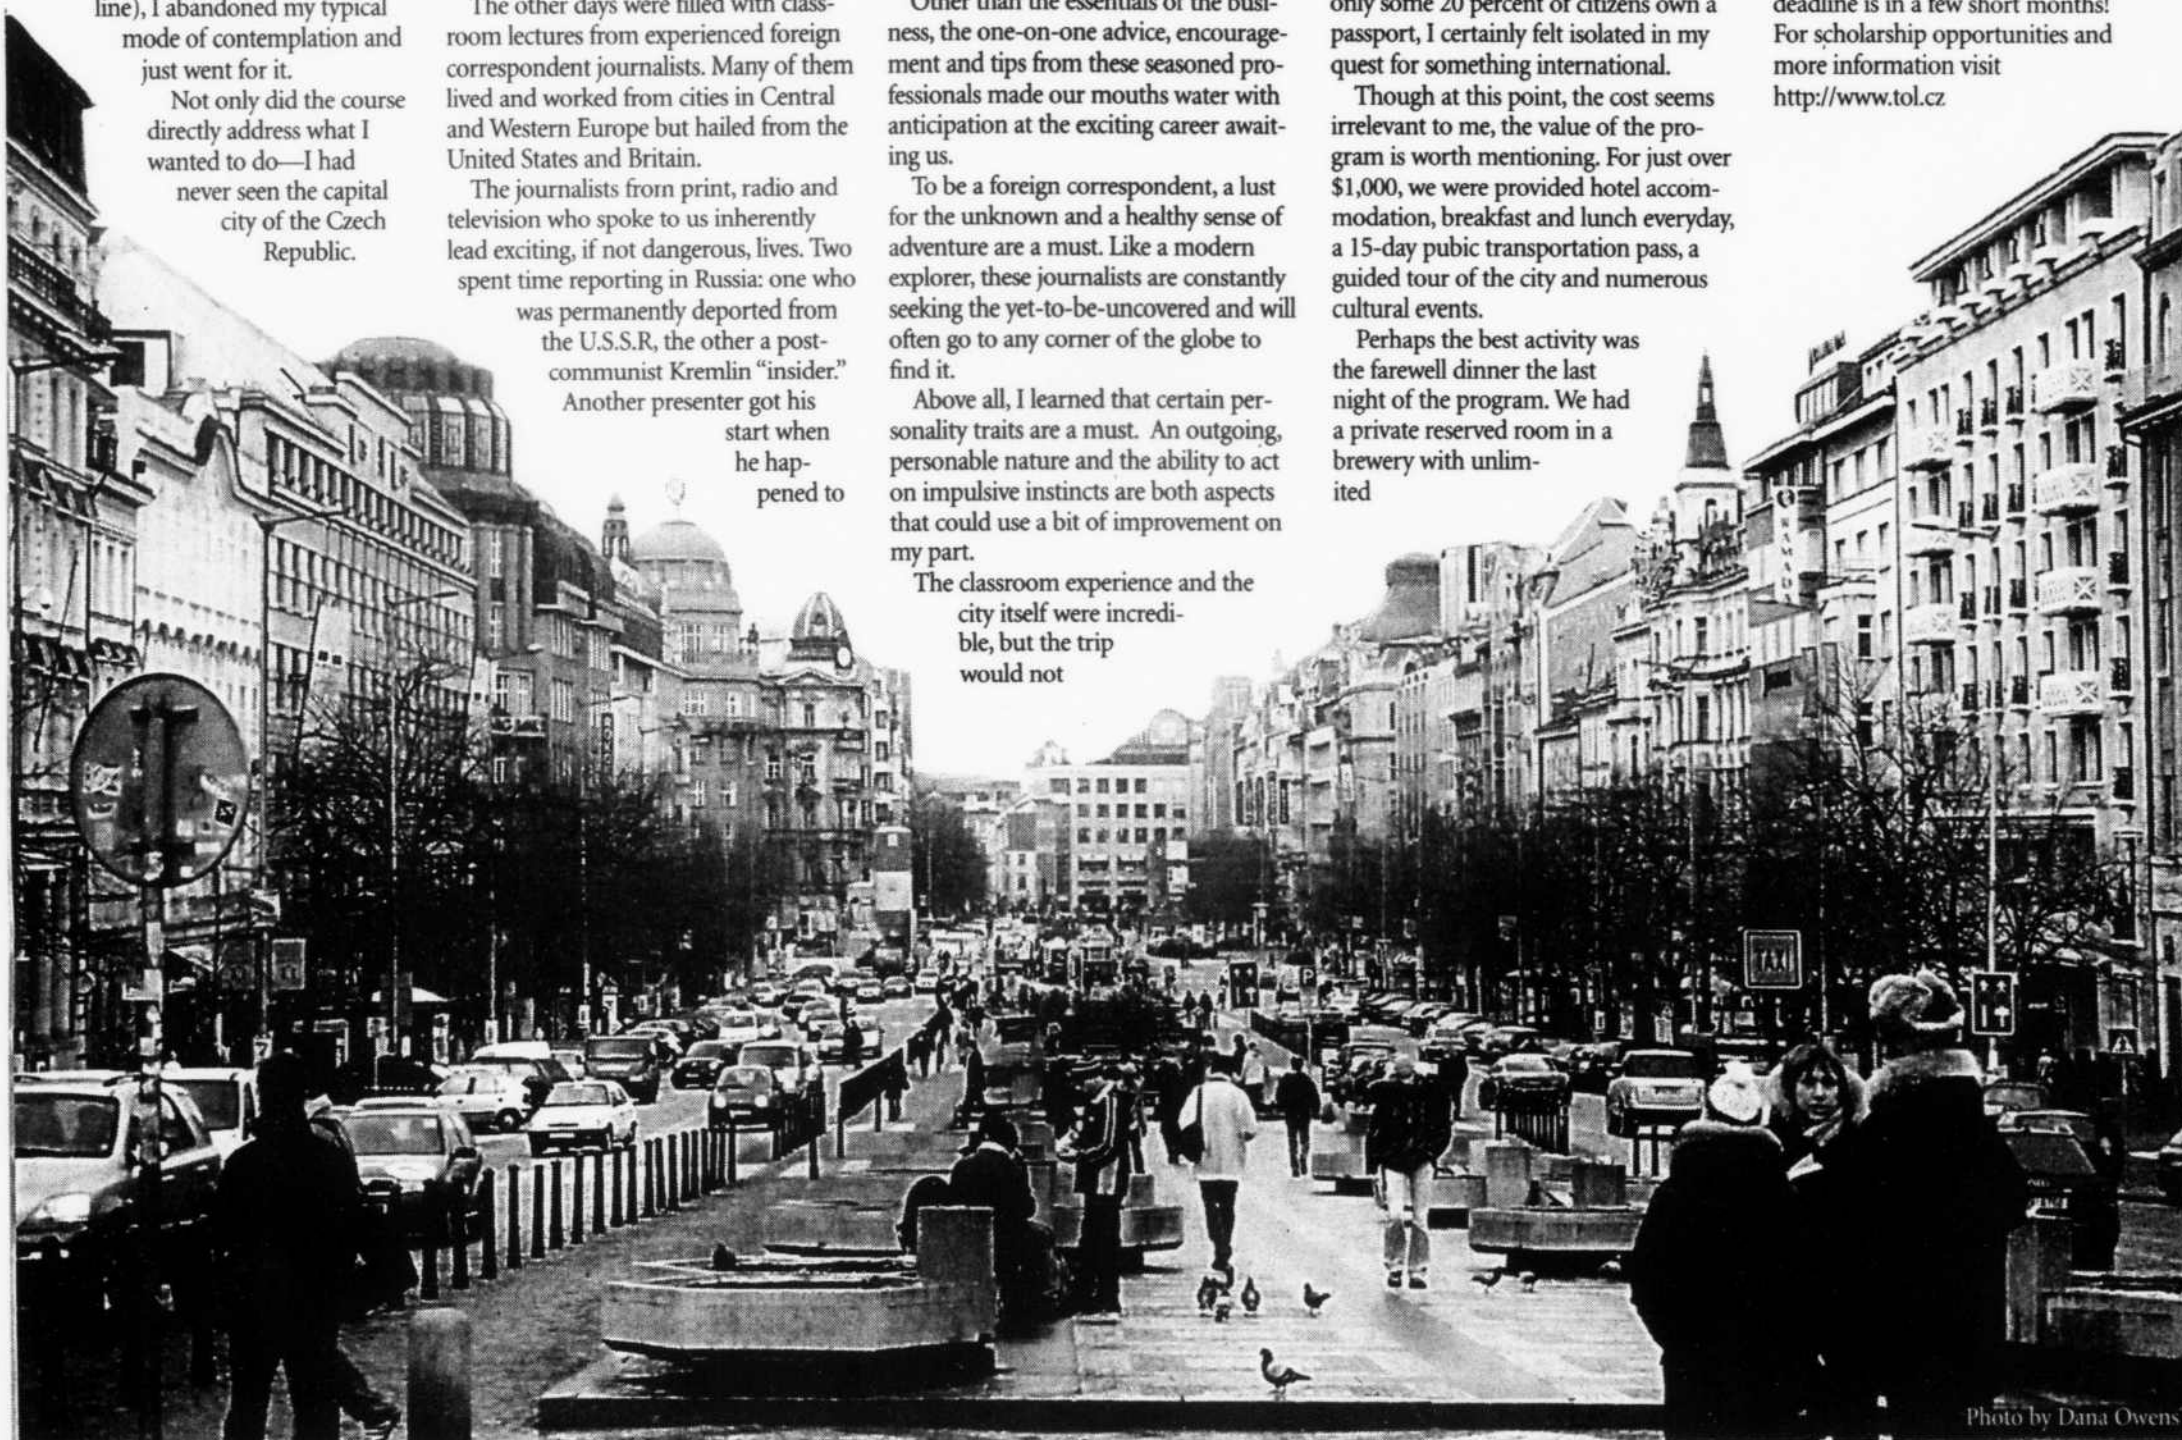 line), I abandoned my typical
mode of contemplation and
just went for it.
Not only did the course
directly address what I
wanted to do—I had
never seen the capital
city of the Czech
Republic.
The other days were filled with class-
room lectures from experienced foreign
correspondent journalists. Many of them
lived and worked from cities in Central
and Western Europe but hailed from the
United States and Britain.
The journalists from print, radio and
television who spoke to us inherently
lead exciting, if not dangerous, lives. Two
spent time reporting in Russia: one who
was permanently deported from
the U.S.S.R, the other a post-
communist Kremlin “insider.”
Another presenter got his
start when
he hap-
pened to
Other than the essentials of the busi-
ness, the one-on-one advice, encourage-
ment and tips from these seasoned pro-
fessionals made our mouths water with
anticipation at the exciting career await-
ing us.
To be a foreign correspondent, a lust
for the unknown and a healthy sense of
adventure are a must. Like a modern
explorer, these journalists are constantly
seeking the yet-to-be-uncovered and will
often go to any corner of the globe to
find it.
Above all, I learned that certain per-
sonality traits are a must. An outgoing,
personable nature and the ability to act
on impulsive instincts are both aspects
that could use a bit of improvement on
my part.
The classroom experience and the
city itself were incredi-
ble, but the trip
would not
only some 20 percent of citizens own a
passport, I certainly felt isolated in my
quest for something international.
Though at this point, the cost seems
irrelevant to me, the value of the pro-
gram is worth mentioning. For just over
$1,000, we were provided hotel accom-
modation, breakfast and lunch everyday,
a 15-day pubic transportation pass, a
guided tour of the city and numerous
cultural events.
Perhaps the best activity was
the farewell dinner the last
night of the program. We had
a private reserved room in a
brewery with unlim-
ited
deadline is in a few short months!
For scholarship opportunities and
more information visit
http://www.tol.cz
RAMADA
P
TAXI
Photo by Dana Owens